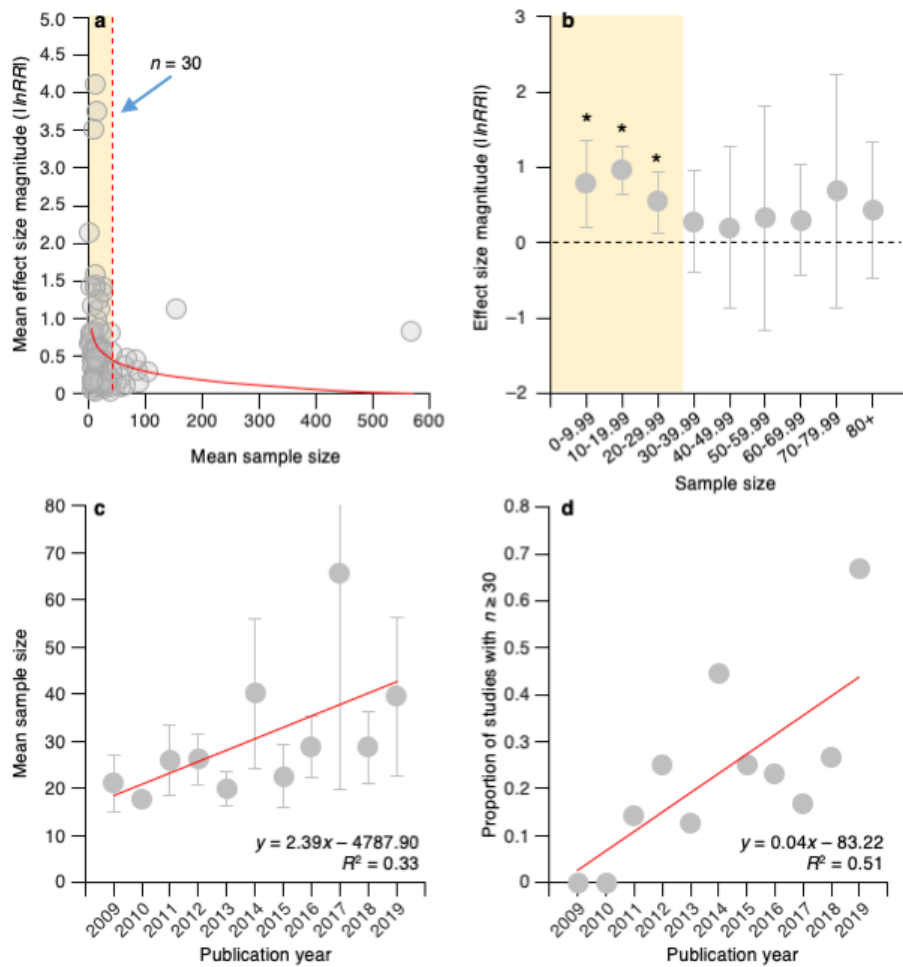 a
n = 30
Mean effect size magnitude (|lnRR|)
5.0
4.5
4.0
3.5
3.0
2.5
2.0
1.5
1.0
0.5
0
0 100 200 300 400 500 600
Mean sample size
b
Effect size magnitude (|lnRR|)
3
2
1
0
−1
−2
* * *
0-9.99 10-19.99 20-29.99 30-39.99 40-49.99 50-59.99 60-69.99 70-79.99 80+
Sample size
c
Mean sample size
80
70
60
50
40
30
20
10
0
y = 2.39x − 4787.90
R² = 0.33
2009 2010 2011 2012 2013 2014 2015 2016 2017 2018 2019
Publication year
d
Proportion of studies with n ≥ 30
0.8
0.7
0.6
0.5
0.4
0.3
0.2
0.1
0
y = 0.04x − 83.22
R² = 0.51
2009 2010 2011 2012 2013 2014 2015 2016 2017 2018 2019
Publication year